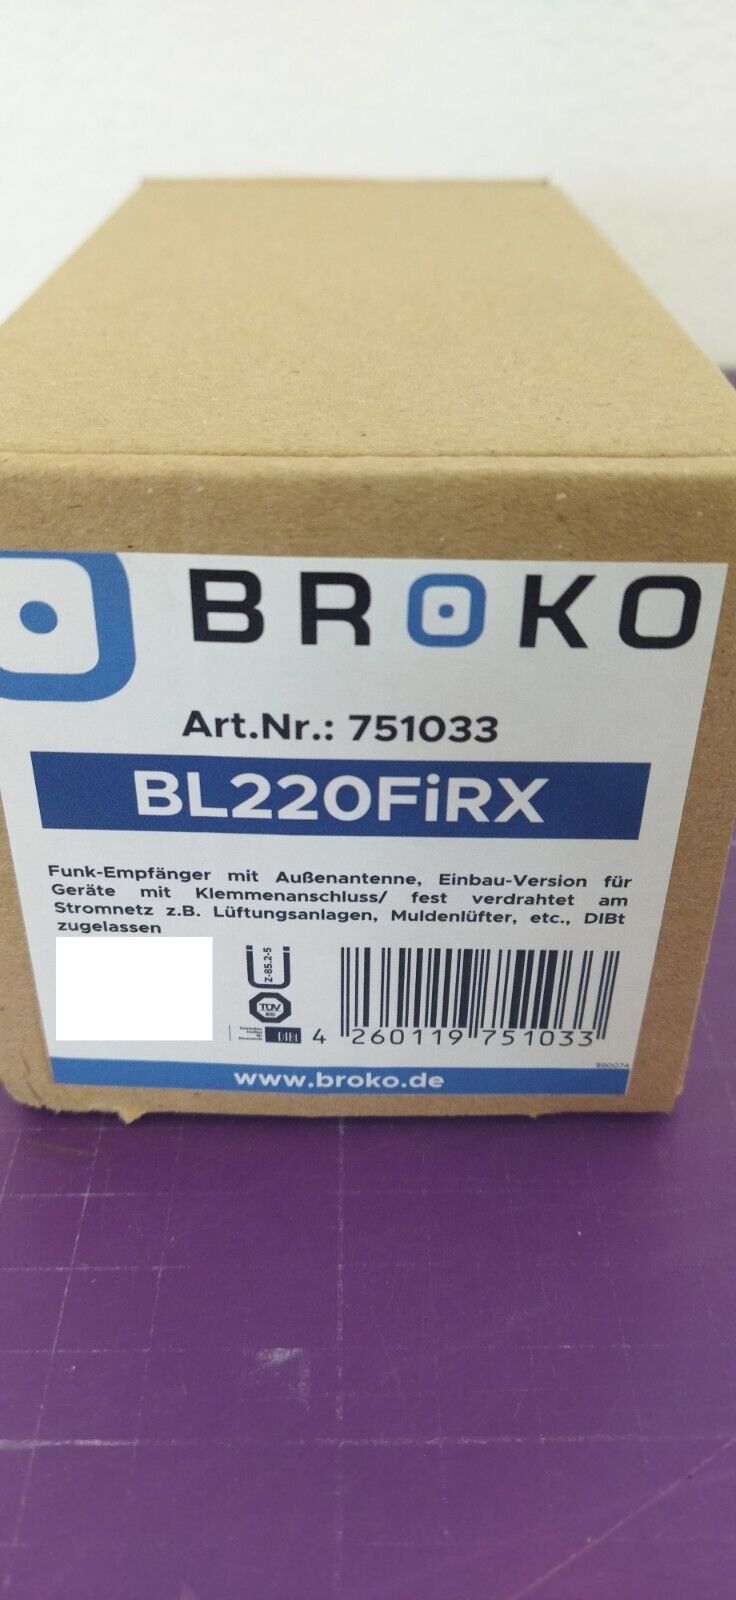 BROKO
Art.Nr.: 751033
BL220FiRX
Funk-Empfänger mit Außenantenne, Einbau-Version für
Geräte mit Klemmenanschluss/ fest verdrahtet am
Stromnetz z.B. Lüftungsanlagen, Muldenlüfter, etc., DIBt
zugelassen
Z-85.2-5
TÜV
DIBt
4 260119 751033
890074
www.broko.de